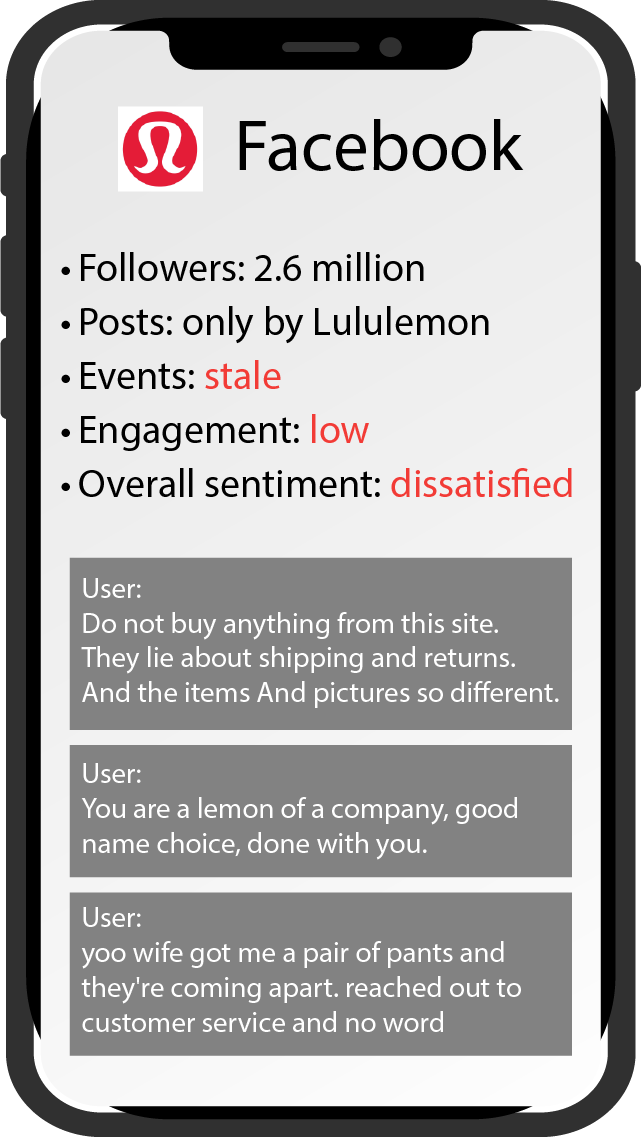 Facebook
• Followers: 2.6 million
• Posts: only by Lululemon
• Events: stale
• Engagement: low
• Overall sentiment: dissatisfied
User:
Do not buy anything from this site.
They lie about shipping and returns.
And the items And pictures so different.
User:
You are a lemon of a company, good
name choice, done with you.
User:
yoo wife got me a pair of pants and
they're coming apart. reached out to
customer service and no word